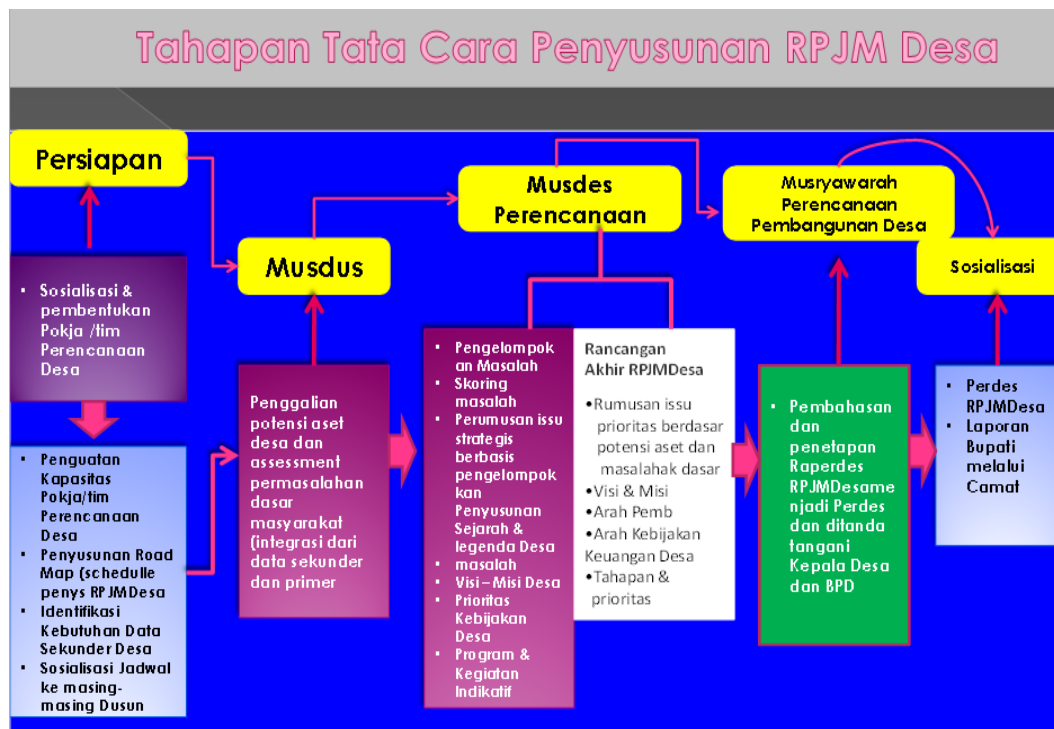 Tahapan Tata Cara Penyusunan RPJM Desa
Persiapan
Musdus
Musdes
Perencanaan
Musryawarah
Perencanaan
Pembangunan Desa
Sosialisasi
• Sosialisasi &
pembentukan
Pokja /tim
Perencanaan
Desa
• Penguatan
Kapasitas
Pokja/tim
Perencanaan
Desa
• Penyusunan Road
Map (schedulle
penys RPJMDesa
• Identifikasi
Kebutuhan Data
Sekunder Desa
• Sosialisasi Jadwal
ke masing-
masing Dusun
Penggalian
potensi aset
desa dan
assessment
permasalahan
dasar
masyarakat
(integrasi dari
data sekunder
dan primer
• Pengelompok
an Masalah
• Skoring
masalah
• Perumusan issu
strategis
berbasis
pengelompok
kan
Penyusunan
Sejarah &
legenda Desa
• masalah
• Visi – Misi Desa
• Prioritas
Kebijakan
Desa
• Program &
Kegiatan
Indikatif
Rancangan
Akhir RPJMDesa
•Rumusan issu
prioritas berdasar
potensi aset dan
masalahak dasar
•Visi & Misi
•Arah Pemb
•Arah Kebijakan
Keuangan Desa
•Tahapan &
prioritas
• Pembahasan
dan
penetapan
Raperdes
RPJMDesame
njadi Perdes
dan ditanda
tangani
Kepala Desa
dan BPD
• Perdes
RPJMDesa
• Laporan
Bupati
melalui
Camat